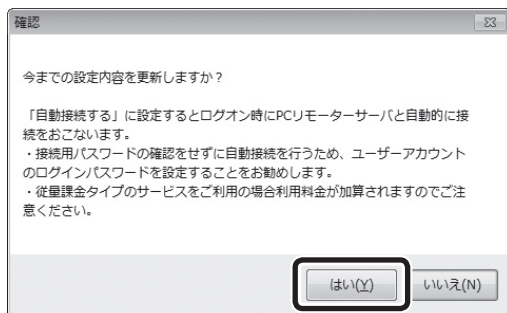 確認
今までの設定内容を更新しますか？
「自動接続する」に設定するとログオン時にPCリモーターサーバと自動的に接
続をおこないます。
・接続用パスワードの確認をせずに自動接続を行うため、ユーザーアカウント
のログインパスワードを設定することをお勧めします。
・従量課金タイプのサービスをご利用の場合利用料金が加算されますのでご注
意ください。
はい(Y) いいえ(N)